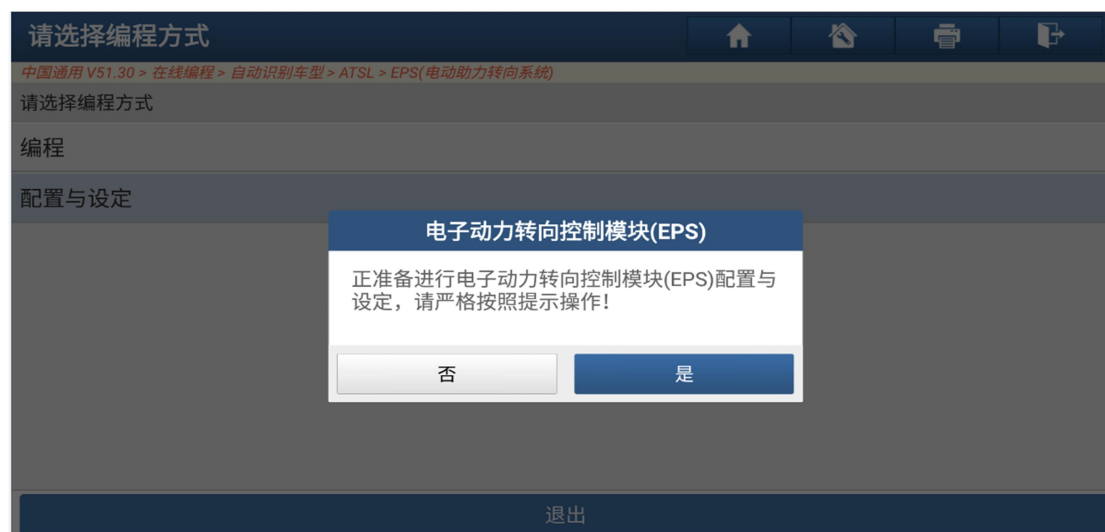 请选择编程方式
中国通用 V51.30 > 在线编程 > 自动识别车型 > ATSL > EPS(电动助力转向系统)
请选择编程方式
编程
配置与设定
电子动力转向控制模块(EPS)
正准备进行电子动力转向控制模块(EPS)配置与
设定，请严格按照提示操作！
否
是
退出